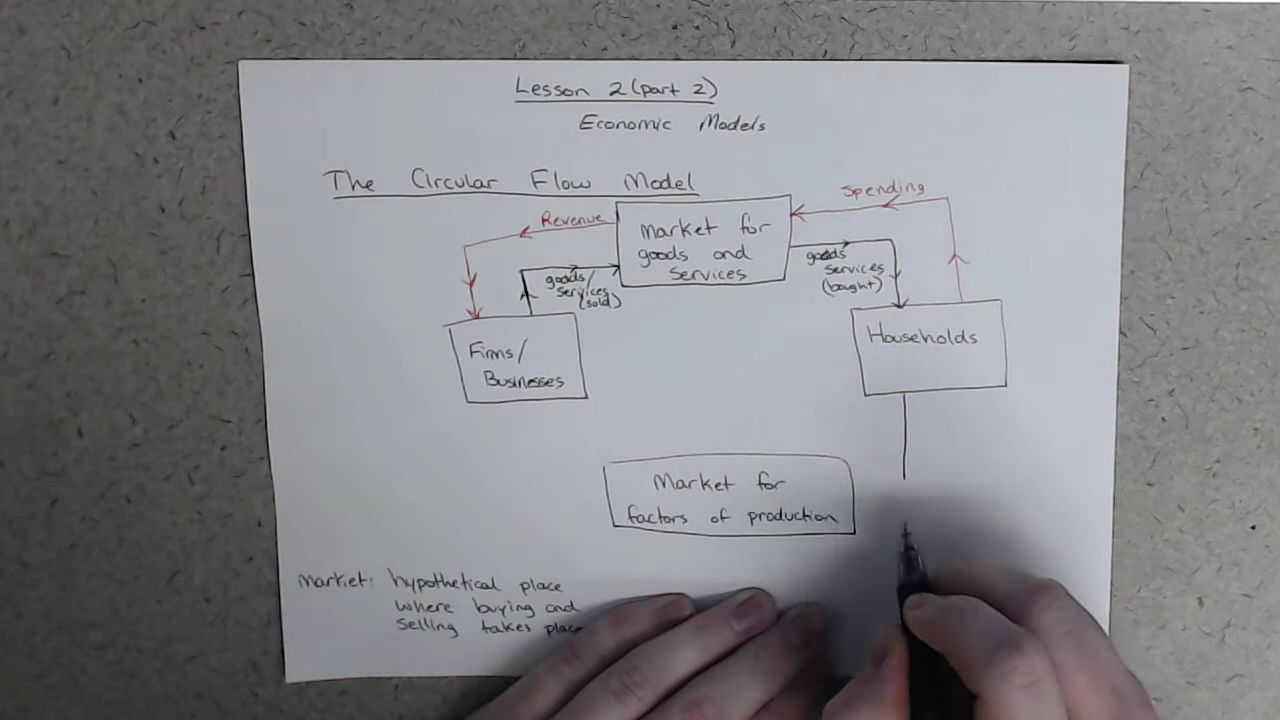 Lesson 2 (part 2)
Economic Models
The Circular Flow Model
Spending
Revenue
Market for
goods and
services
goods/
services
(sold)
goods
services
(bought)
Firms/
Businesses
Households
Market for
factors of production
Market: hypothetical place
where buying and
selling takes place